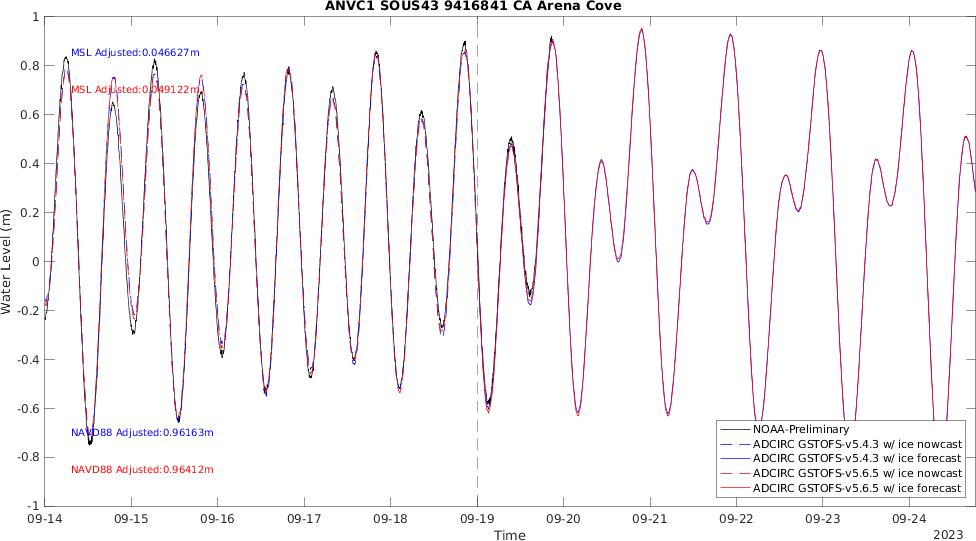 ANVC1 SOUS43 9416841 CA Arena Cove
MSL Adjusted:0.046627m
MSL Adjusted:0.049122m
NAVD88 Adjusted:0.96163m
NAVD88 Adjusted:0.96412m
Water Level (m)
1
0.8
0.6
0.4
0.2
0
-0.2
-0.4
-0.6
-0.8
-1
NOAA-Preliminary
ADCIRC GSTOFS-v5.4.3 w/ ice nowcast
ADCIRC GSTOFS-v5.4.3 w/ ice forecast
ADCIRC GSTOFS-v5.6.5 w/ ice nowcast
ADCIRC GSTOFS-v5.6.5 w/ ice forecast
09-14 09-15 09-16 09-17 09-18 09-19 09-20 09-21 09-22 09-23 09-24
Time
2023